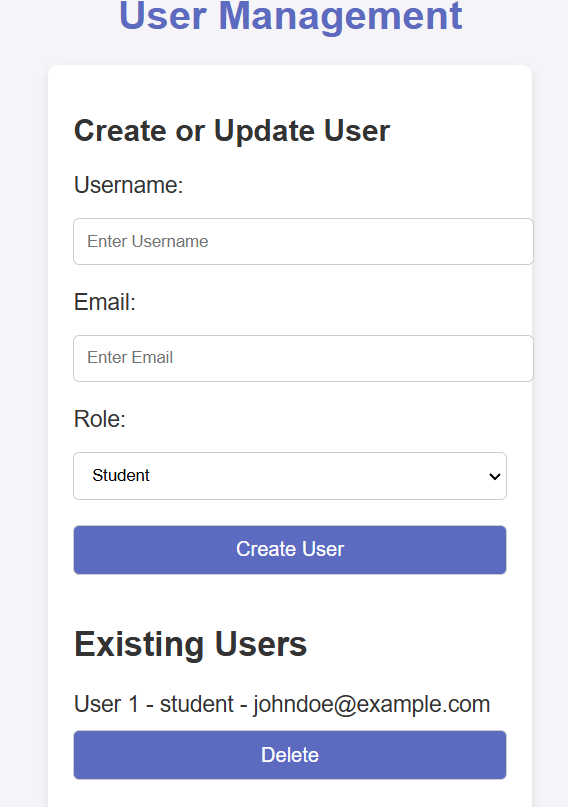 User Management
Create or Update User
Username:
Enter Username
Email:
Enter Email
Role:
Student
Create User
Existing Users
User 1 - student - johndoe@example.com
Delete